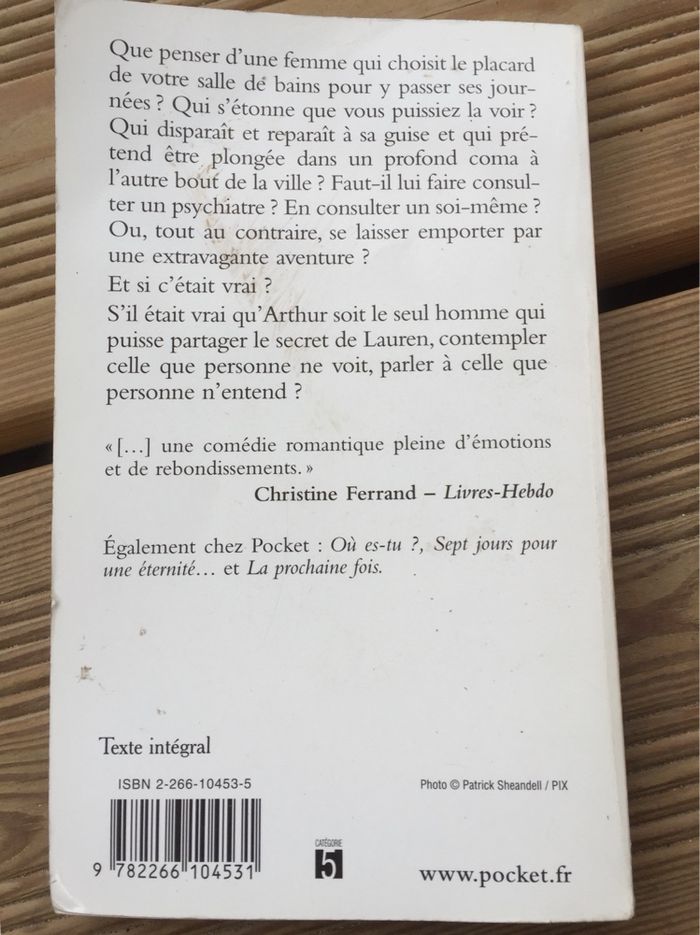 Que penser d'une femme qui choisit le placard
de votre salle de bains pour y passer ses jour-
nées ? Qui s'étonne que vous puissiez la voir ?
Qui disparaît et reparaît à sa guise et qui pré-
tend être plongée dans un profond coma à
l'autre bout de la ville ? Faut-il lui faire consul-
ter un psychiatre ? En consulter un soi-même ?
Ou, tout au contraire, se laisser emporter par
une extravagante aventure ?
Et si c'était vrai ?
S'il était vrai qu'Arthur soit le seul homme qui
puisse partager le secret de Lauren, contempler
celle que personne ne voit, parler à celle que
personne n'entend ?
« [...] une comédie romantique pleine d'émotions
et de rebondissements. »
Christine Ferrand – Livres-Hebdo
Également chez Pocket : Où es-tu ?, Sept jours pour
une éternité... et La prochaine fois.
Texte intégral
ISBN 2-266-10453-5
Photo © Patrick Sheandell / PIX
9 782266 104531
CATÉGORIE
5
www.pocket.fr